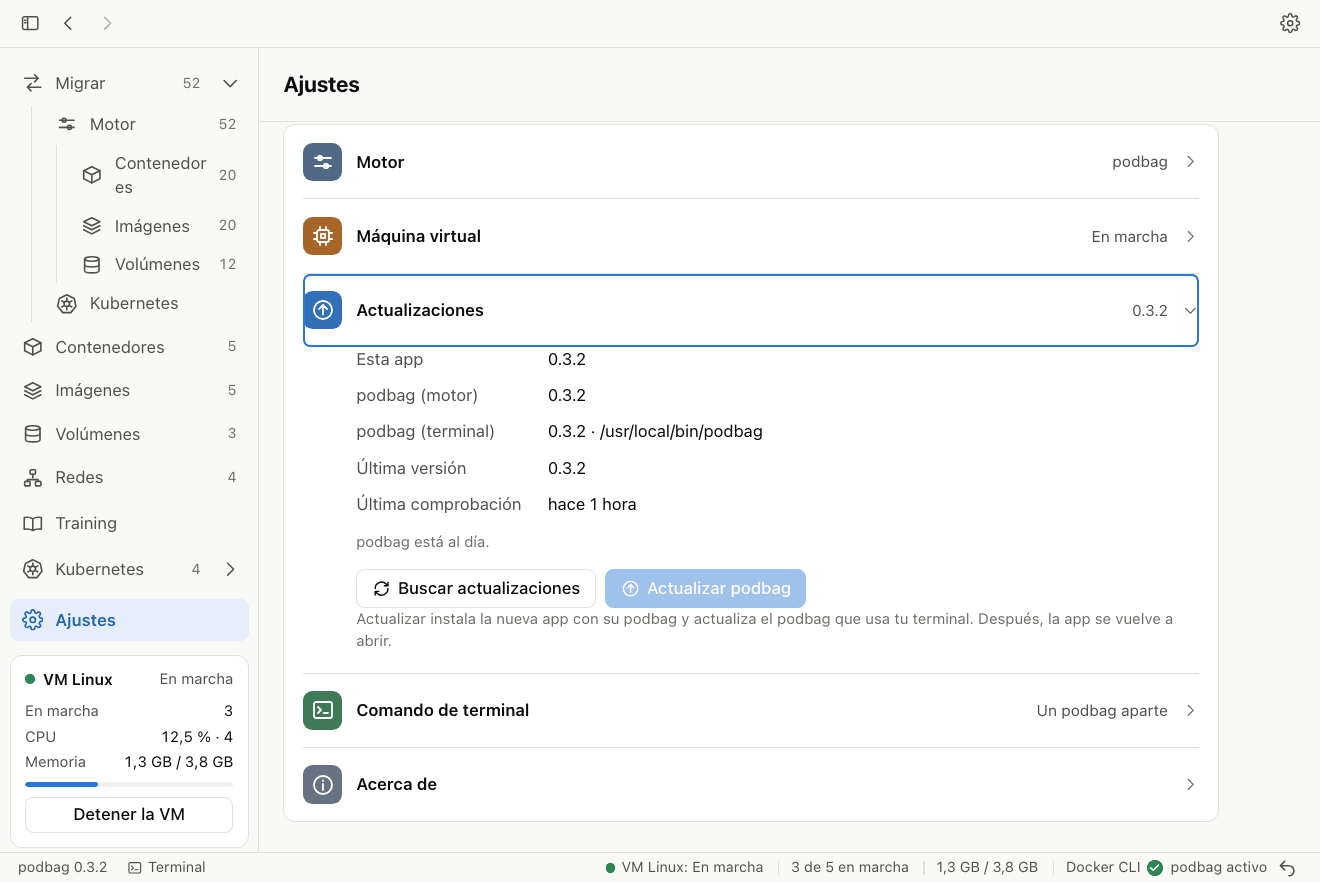 Migrar 52
Motor 52
Contenedor
es 20
Imágenes 20
Volúmenes 12
Kubernetes
Contenedores 5
Imágenes 5
Volúmenes 3
Redes 4
Training
Kubernetes 4
Ajustes
VM Linux En marcha
En marcha 3
CPU 12,5 % · 4
Memoria 1,3 GB / 3,8 GB
Detener la VM
Ajustes
Motor podbag
Máquina virtual En marcha
Actualizaciones 0.3.2
Esta app 0.3.2
podbag (motor) 0.3.2
podbag (terminal) 0.3.2 · /usr/local/bin/podbag
Última versión 0.3.2
Última comprobación hace 1 hora
podbag está al día.
Buscar actualizaciones Actualizar podbag
Actualizar instala la nueva app con su podbag y actualiza el podbag que usa tu terminal. Después, la app se vuelve a
abrir.
Comando de terminal Un podbag aparte
Acerca de
podbag 0.3.2 Terminal VM Linux: En marcha 3 de 5 en marcha 1,3 GB / 3,8 GB Docker CLI podbag activo